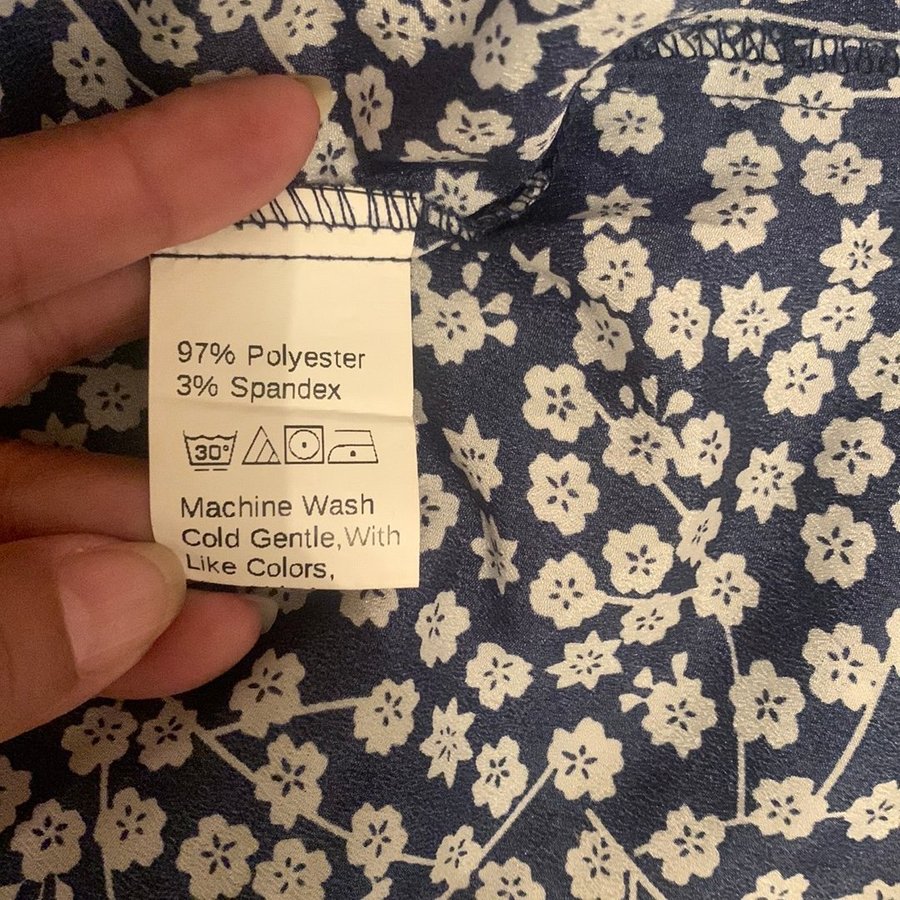 97% Polyester
3% Spandex
30°
Machine Wash
Cold Gentle,With
Like Colors,